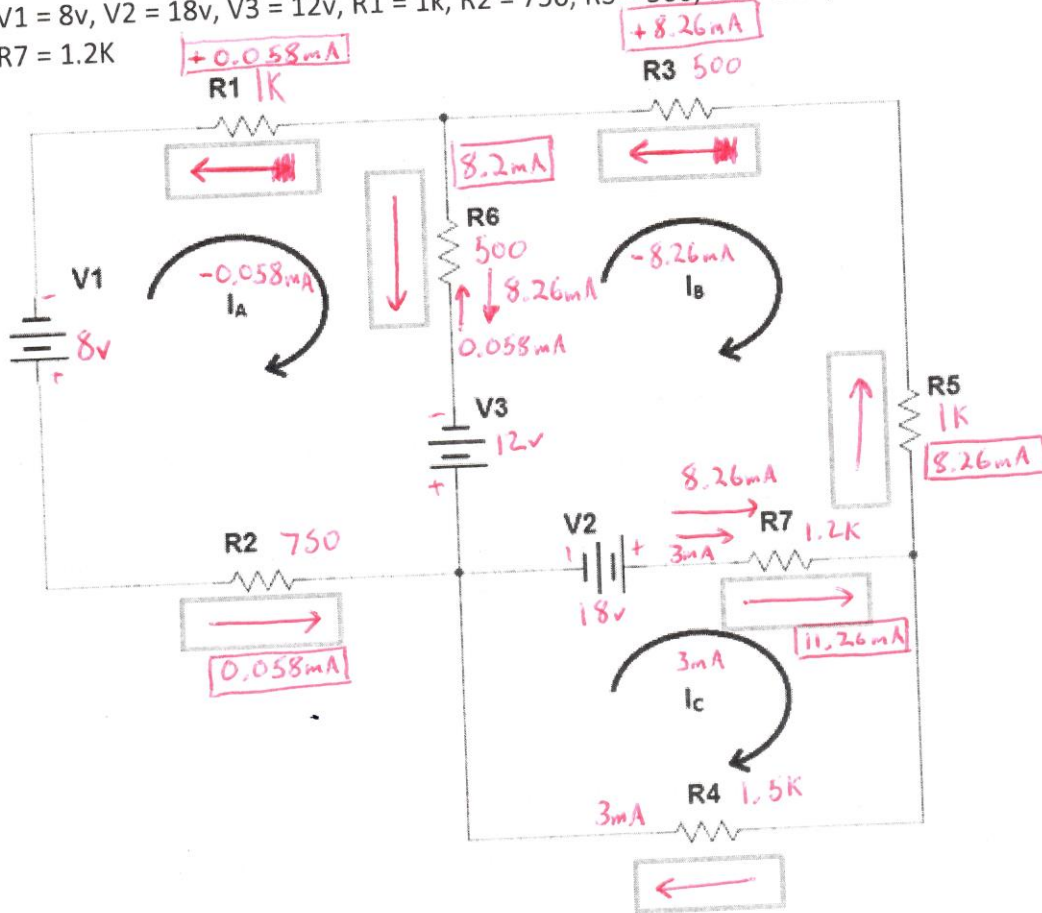 V1 = 8v, V2 = 18v, V3 = 12v, R1 = 1k, R2 = 750, R3
R7 = 1.2K
+0.058mA
+8.26mA
R1 1K
R3 500
8.2mA
R6
500
8.26mA
0.058mA
-0.058mA
IA
-8.26mA
IB
V1
-
8v
+
-
V3
12v
+
R5
1K
8.26mA
8.26mA
3mA
R7 1.2K
V2
+
18v
R2 750
0.058mA
11.26mA
3mA
IC
R4 1.5K
3mA